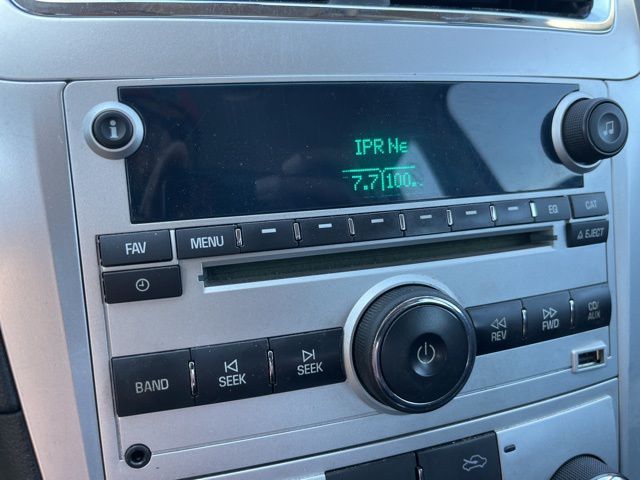 i
IPR Ne
7.7 100.
FAV
MENU
EQ
CAT
EJECT
BAND
SEEK
SEEK
REV
FWD
CD/
AUX